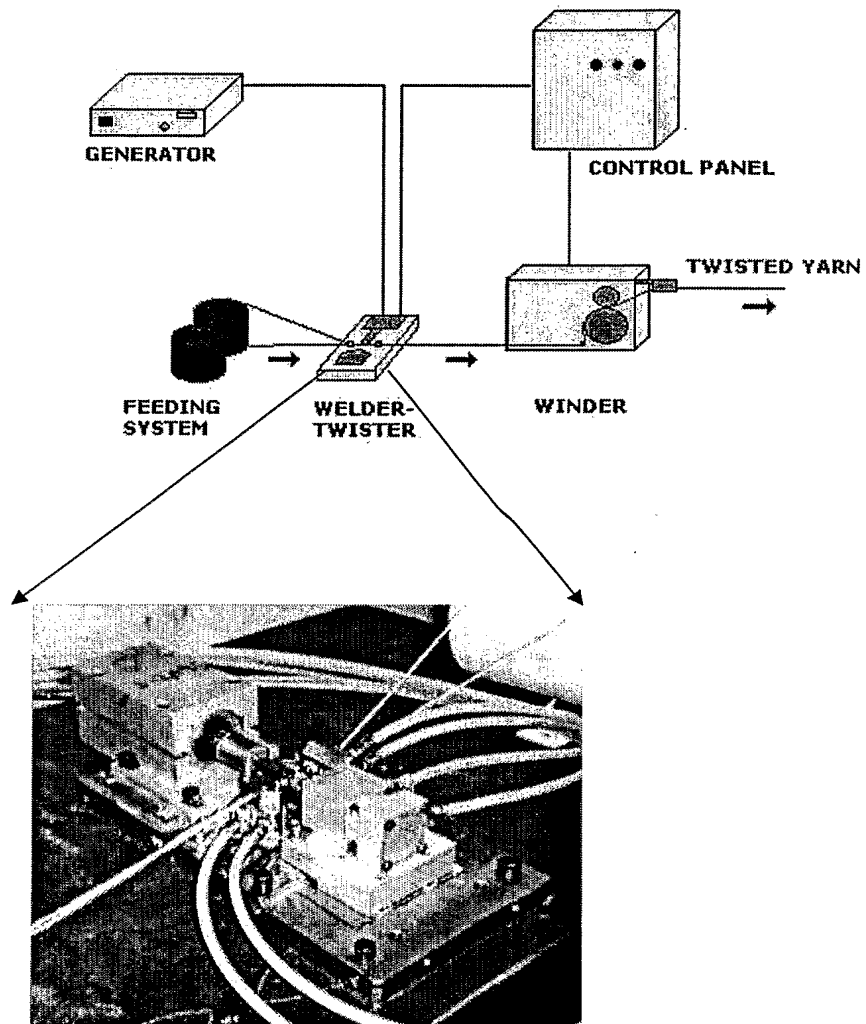 GENERATOR
CONTROL PANEL
TWISTED YARN
FEEDING
SYSTEM
WELDER-
TWISTER
WINDER